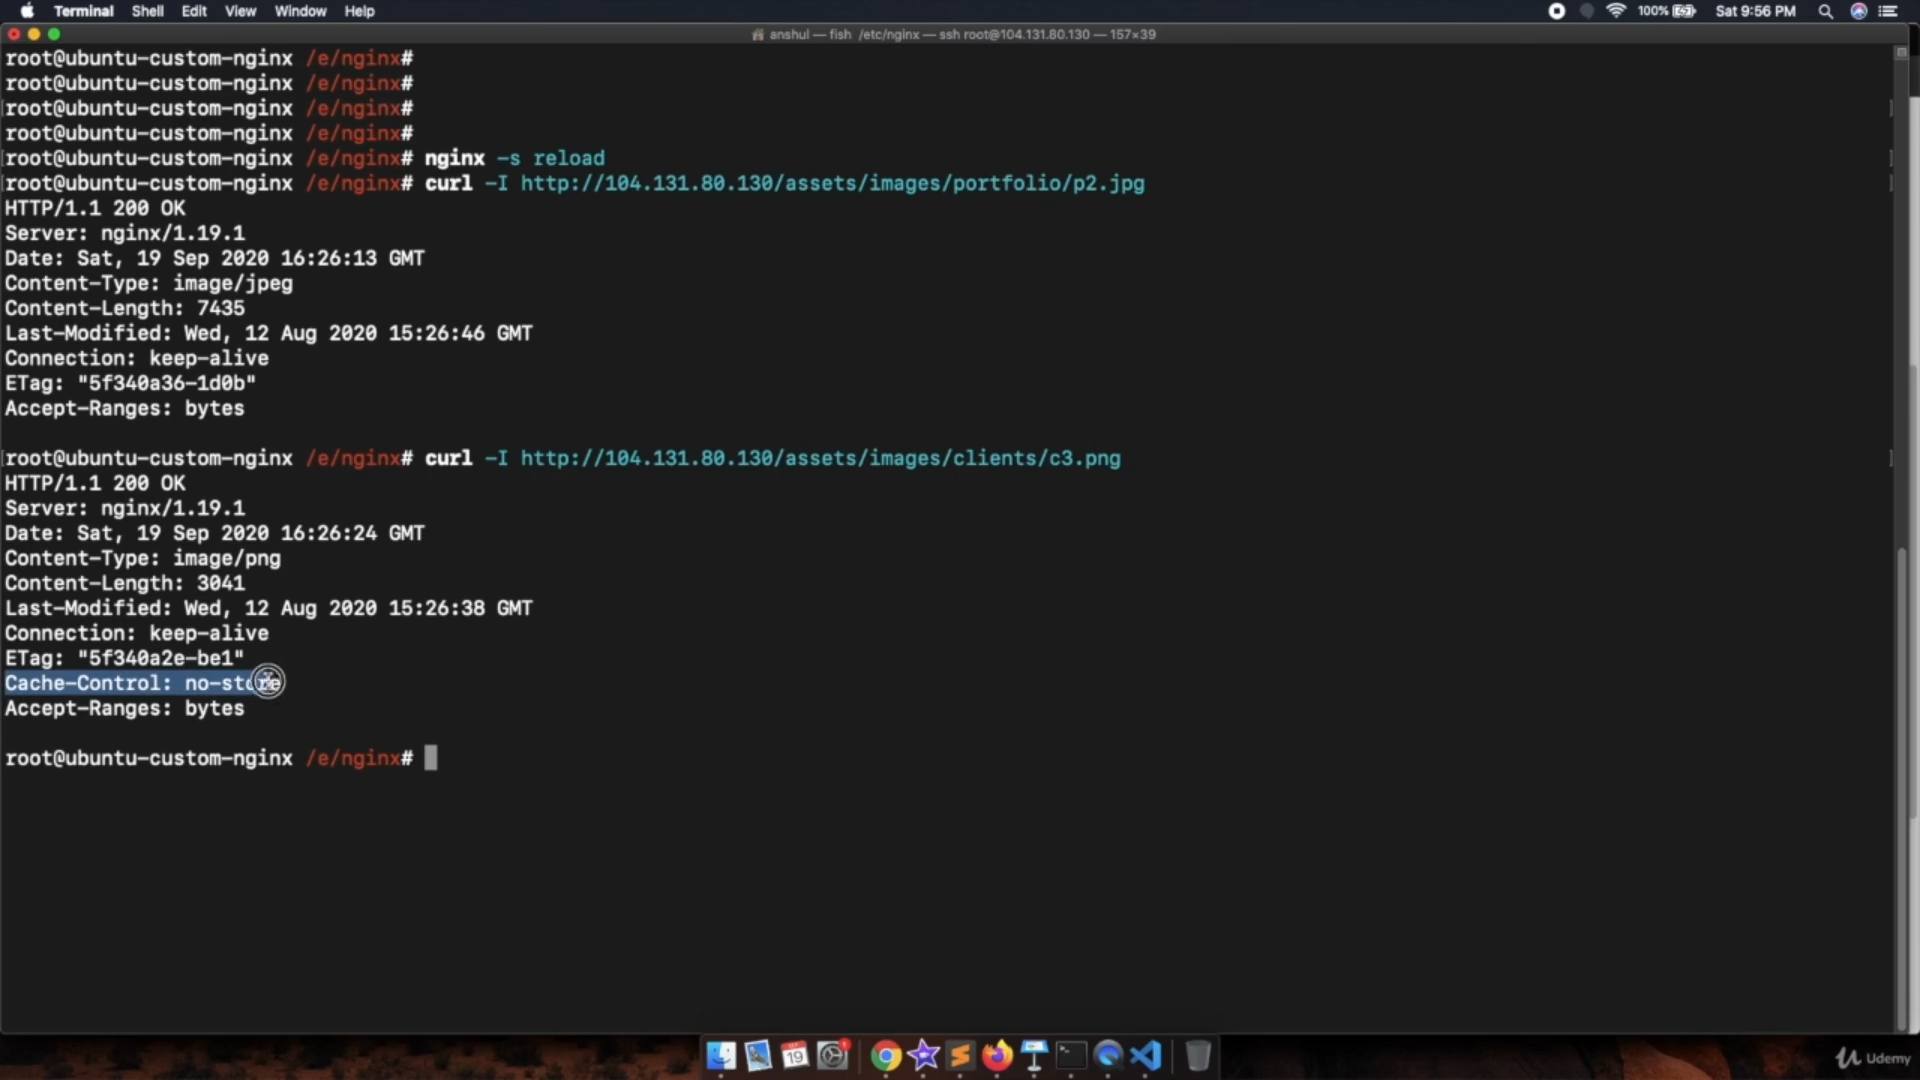 Terminal Shell Edit View Window Help 100% Sat 9:56 PM
anshul — fish /etc/nginx — ssh root@104.131.80.130 — 157×39
root@ubuntu-custom-nginx /e/nginx#
root@ubuntu-custom-nginx /e/nginx#
root@ubuntu-custom-nginx /e/nginx#
root@ubuntu-custom-nginx /e/nginx#
root@ubuntu-custom-nginx /e/nginx# nginx -s reload
root@ubuntu-custom-nginx /e/nginx# curl -I http://104.131.80.130/assets/images/portfolio/p2.jpg
HTTP/1.1 200 OK
Server: nginx/1.19.1
Date: Sat, 19 Sep 2020 16:26:13 GMT
Content-Type: image/jpeg
Content-Length: 7435
Last-Modified: Wed, 12 Aug 2020 15:26:46 GMT
Connection: keep-alive
ETag: "5f340a36-1d0b"
Accept-Ranges: bytes
root@ubuntu-custom-nginx /e/nginx# curl -I http://104.131.80.130/assets/images/clients/c3.png
HTTP/1.1 200 OK
Server: nginx/1.19.1
Date: Sat, 19 Sep 2020 16:26:24 GMT
Content-Type: image/png
Content-Length: 3041
Last-Modified: Wed, 12 Aug 2020 15:26:38 GMT
Connection: keep-alive
ETag: "5f340a2e-be1"
Cache-Control: no-store
Accept-Ranges: bytes
root@ubuntu-custom-nginx /e/nginx#
19
1
Udemy